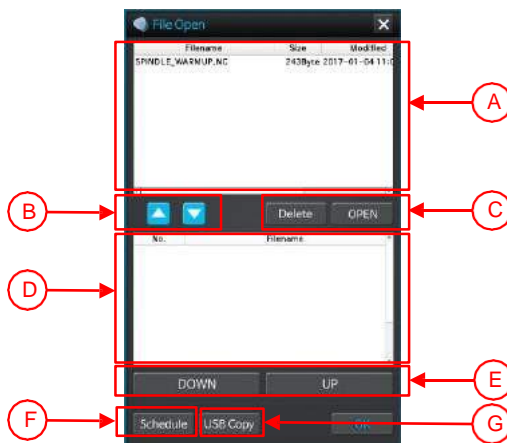 File Open
Filename Size Modified
SPINDLE_WARMUP.NC 243Byte 2017-01-04 11:0
A
B
Delete OPEN
C
No. Filename
D
DOWN UP
E
F
Schedule USB Copy OK
G